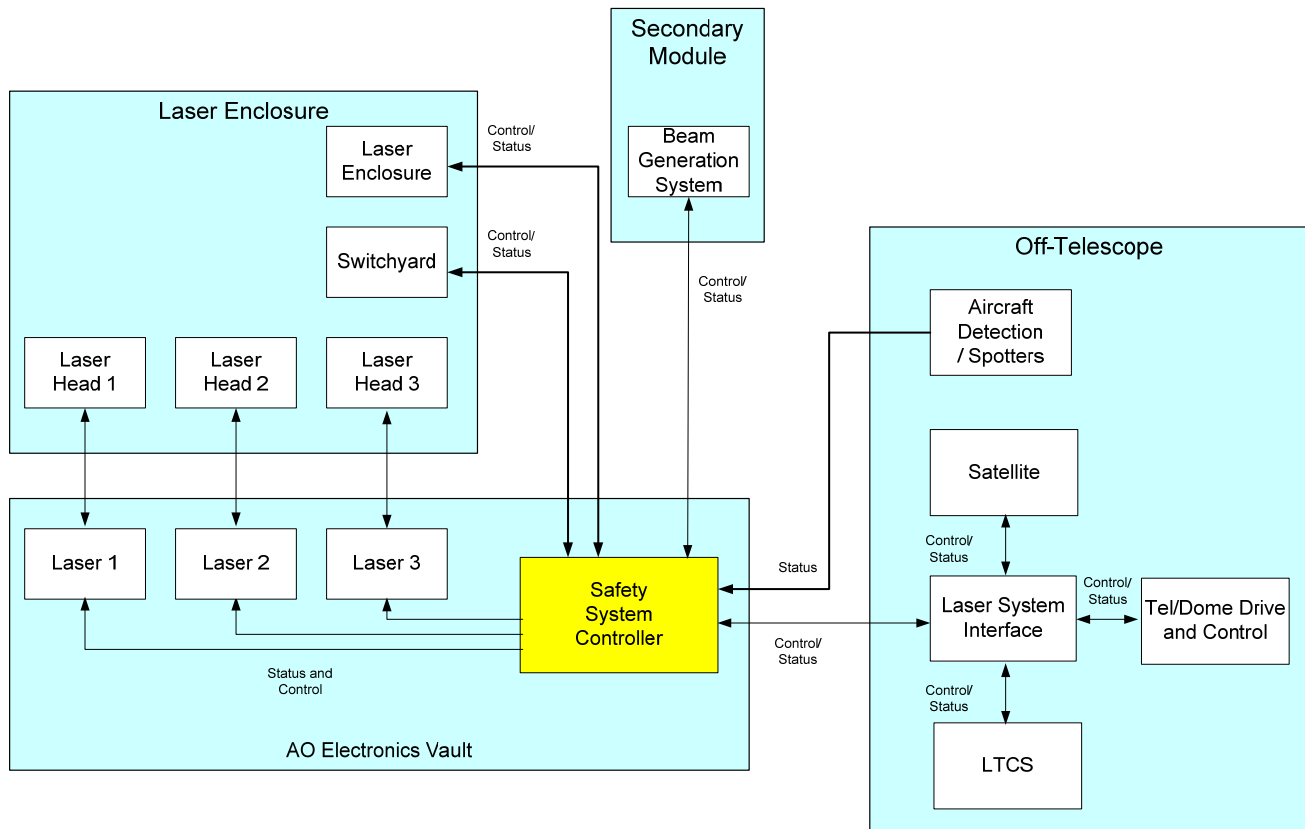 Secondary
Module
Beam
Generation
System
Laser Enclosure
Laser
Enclosure
Control/
Status
Switchyard
Control/
Status
Laser
Head 1
Laser
Head 2
Laser
Head 3
Control/
Status
Off-Telescope
Aircraft
Detection
/ Spotters
Satellite
Control/
Status
Laser System
Interface
Control/
Status
Tel/Dome Drive
and Control
Control/
Status
LTCS
Laser 1
Laser 2
Laser 3
Safety
System
Controller
Status
Control/
Status
Status and
Control
AO Electronics Vault